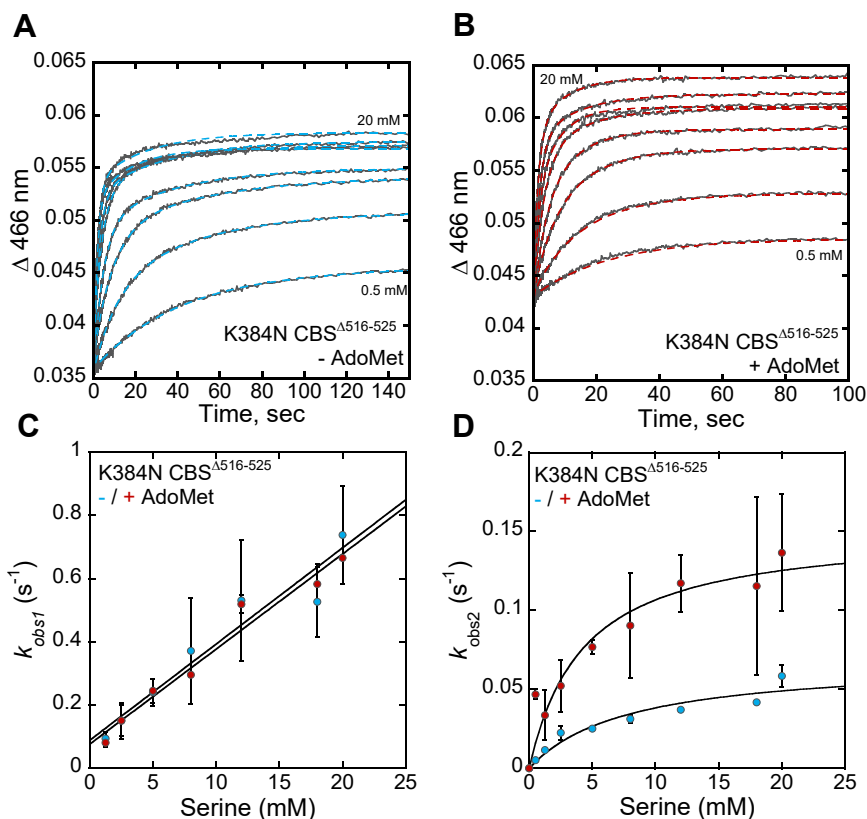 A
0.065
0.06
0.055
0.05
0.045
0.04
0.035
Δ 466 nm
20 mM
0.5 mM
K384N CBS^Δ516-525
- AdoMet
0 20 40 60 80 100 120 140
Time, sec
B
0.065
0.06
0.055
0.05
0.045
0.04
0.035
Δ 466 nm
20 mM
0.5 mM
K384N CBS^Δ516-525
+ AdoMet
0 20 40 60 80 100
Time, sec
C
1
0.8
0.6
0.4
0.2
0
k_obs1 (s^-1)
K384N CBS^Δ516-525
- / + AdoMet
0 5 10 15 20 25
Serine (mM)
D
0.2
0.15
0.1
0.05
0
k_obs2 (s^-1)
K384N CBS^Δ516-525
- / + AdoMet
0 5 10 15 20 25
Serine (mM)